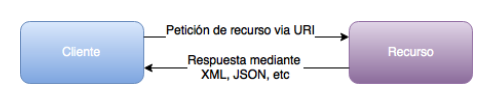 Petición de recurso via URI
Cliente
Recurso
Respuesta mediante
XML, JSON, etc